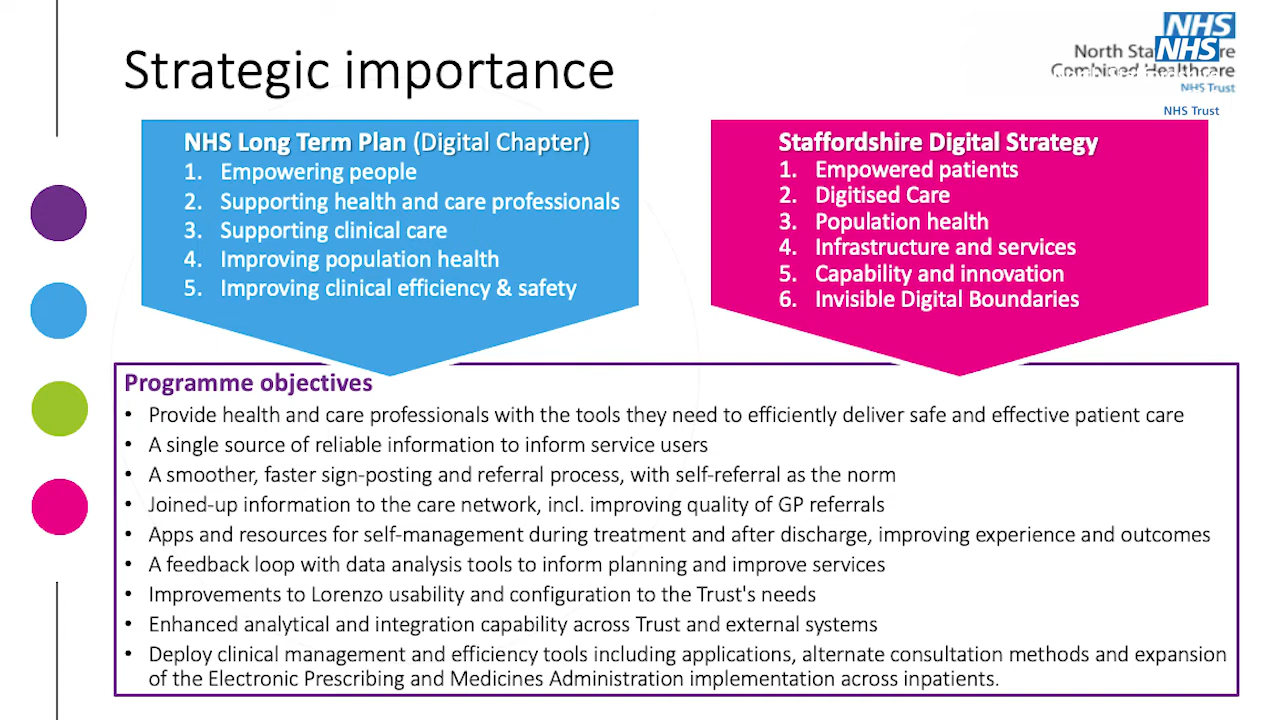 Strategic importance
NHS
NHS
North Sta re
Combined Healthcare
NHS Trust
NHS Trust
NHS Long Term Plan (Digital Chapter)
1. Empowering people
2. Supporting health and care professionals
3. Supporting clinical care
4. Improving population health
5. Improving clinical efficiency & safety
Staffordshire Digital Strategy
1. Empowered patients
2. Digitised Care
3. Population health
4. Infrastructure and services
5. Capability and innovation
6. Invisible Digital Boundaries
Programme objectives
• Provide health and care professionals with the tools they need to efficiently deliver safe and effective patient care
• A single source of reliable information to inform service users
• A smoother, faster sign-posting and referral process, with self-referral as the norm
• Joined-up information to the care network, incl. improving quality of GP referrals
• Apps and resources for self-management during treatment and after discharge, improving experience and outcomes
• A feedback loop with data analysis tools to inform planning and improve services
• Improvements to Lorenzo usability and configuration to the Trust's needs
• Enhanced analytical and integration capability across Trust and external systems
• Deploy clinical management and efficiency tools including applications, alternate consultation methods and expansion
of the Electronic Prescribing and Medicines Administration implementation across inpatients.